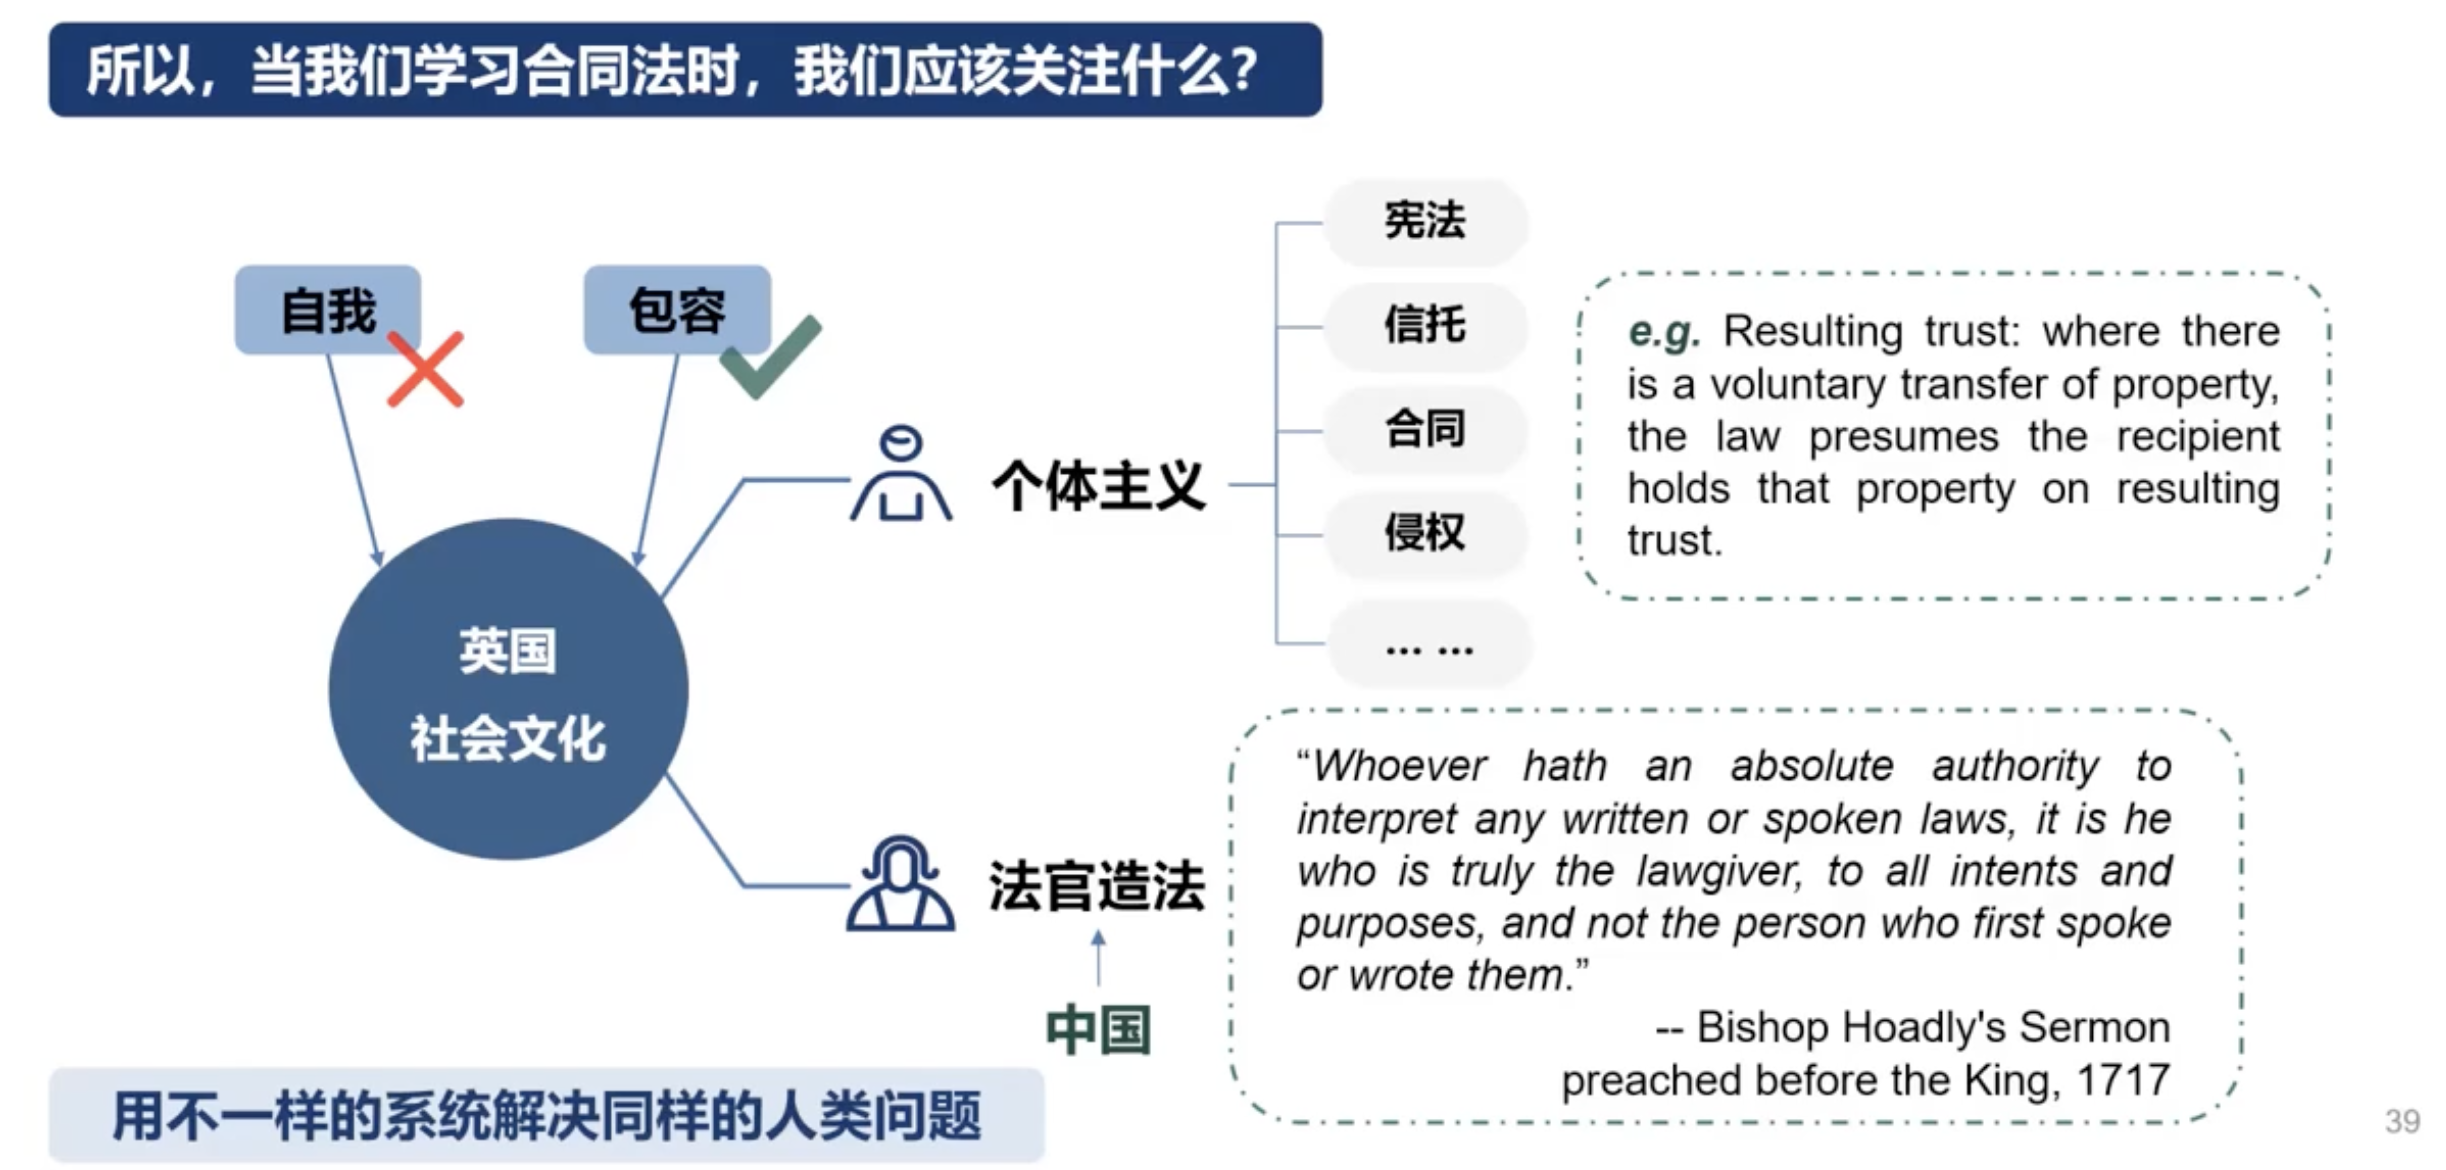 所以，当我们学习合同法时，我们应该关注什么？
自我
包容
英国
社会文化
个体主义
宪法
信托
合同
侵权
... ...
e.g. Resulting trust: where there
is a voluntary transfer of property,
the law presumes the recipient
holds that property on resulting
trust.
法官造法
中国
“Whoever hath an absolute authority to
interpret any written or spoken laws, it is he
who is truly the lawgiver, to all intents and
purposes, and not the person who first spoke
or wrote them.”
-- Bishop Hoadly's Sermon
preached before the King, 1717
用不一样的系统解决同样的人类问题
39